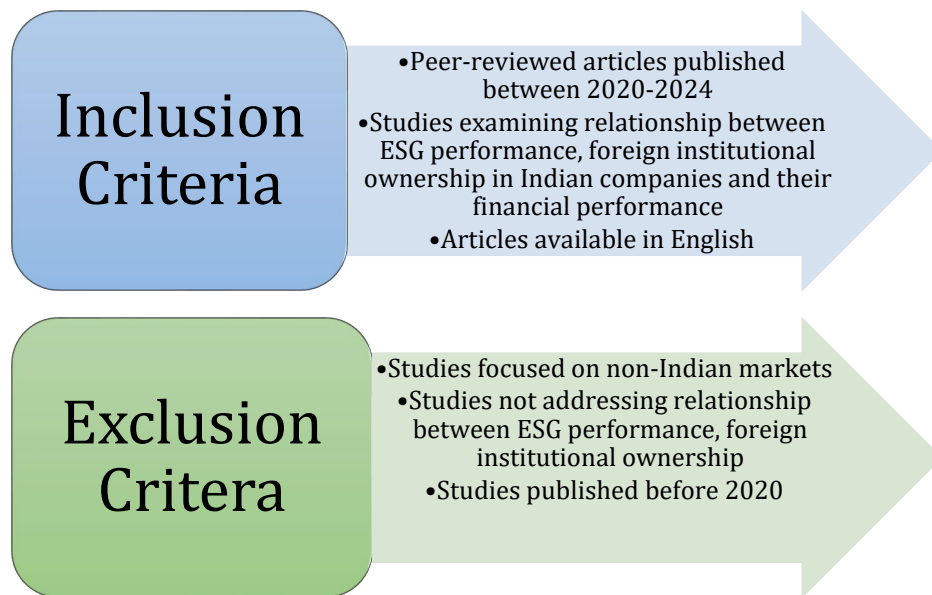 Inclusion
Criteria
•Peer-reviewed articles published
between 2020-2024
•Studies examining relationship between
ESG performance, foreign institutional
ownership in Indian companies and their
financial performance
•Articles available in English
Exclusion
Critera
•Studies focused on non-Indian markets
•Studies not addressing relationship
between ESG performance, foreign
institutional ownership
•Studies published before 2020